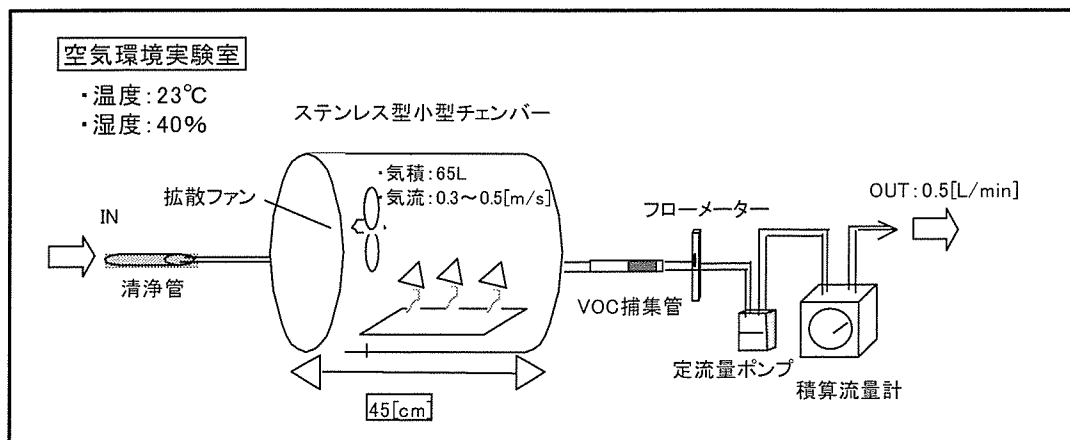 空気環境実験室
・温度:23℃
・湿度:40%
ステンレス型小型チェンバー
・気積:65L
・気流:0.3～0.5[m/s]
拡散ファン
IN
清浄管
フローメーター
OUT:0.5[L/min]
VOC捕集管
定流量ポンプ
積算流量計
45[cm]